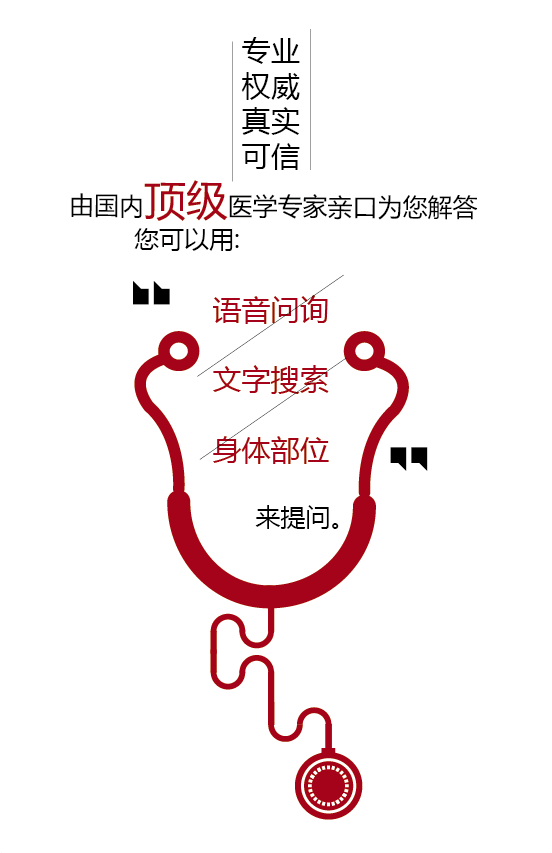 专业
权威
真实
可信
由国内顶级医学专家亲口为您解答
您可以用:
语音问询
文字搜索
身体部位
来提问。